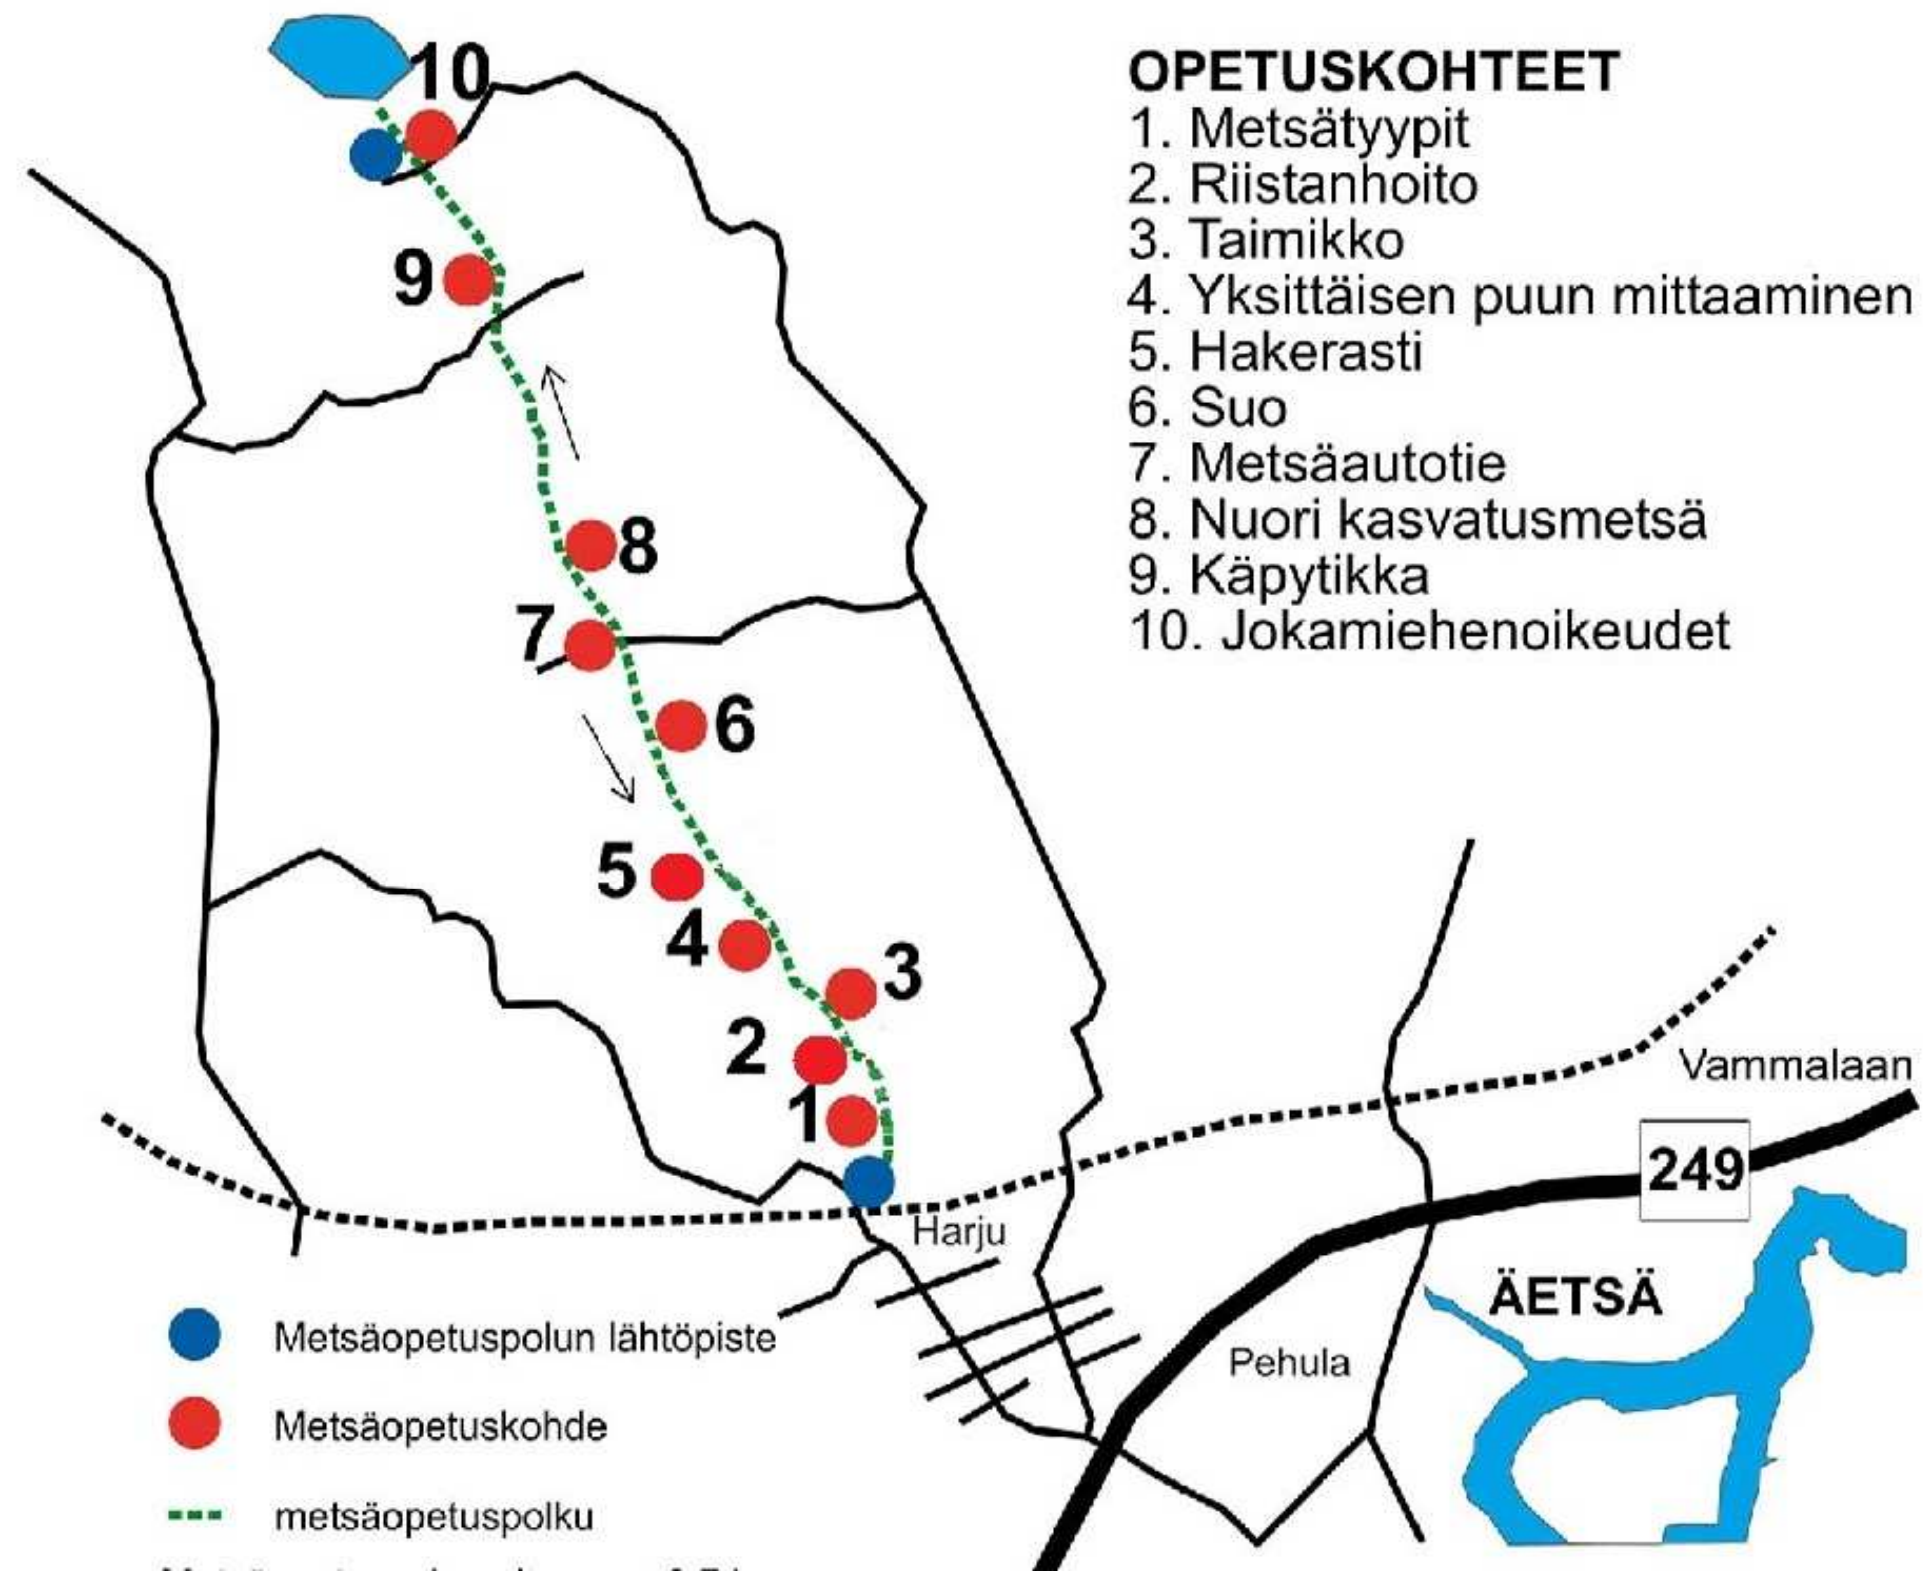 OPETUSKOHTEET
1. Metsätyypit
2. Riistanhoito
3. Taimikko
4. Yksittäisen puun mittaaminen
5. Hakerasti
6. Suo
7. Metsäautotie
8. Nuori kasvatusmetsä
9. Käpytikka
10. Jokamiehenoikeudet
10
9
8
7
6
5
4
3
2
1
Vammalaan
249
Harju
ÄETSÄ
Pehula
Metsäopetuspolun lähtöpiste
Metsäopetuskohde
metsäopetuspolku